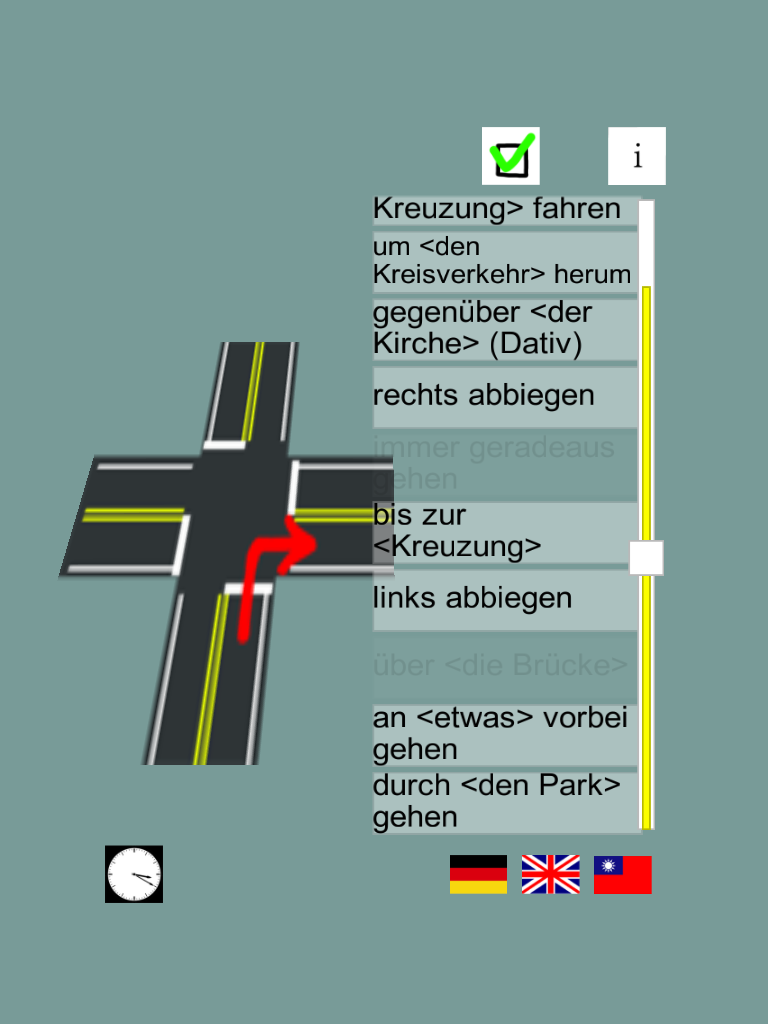 i
Kreuzung> fahren
um <den
Kreisverkehr> herum
gegenüber <der
Kirche> (Dativ)
rechts abbiegen
immer geradeaus
gehen
bis zur
<Kreuzung>
links abbiegen
über <die Brücke>
an <etwas> vorbei
gehen
durch <den Park>
gehen